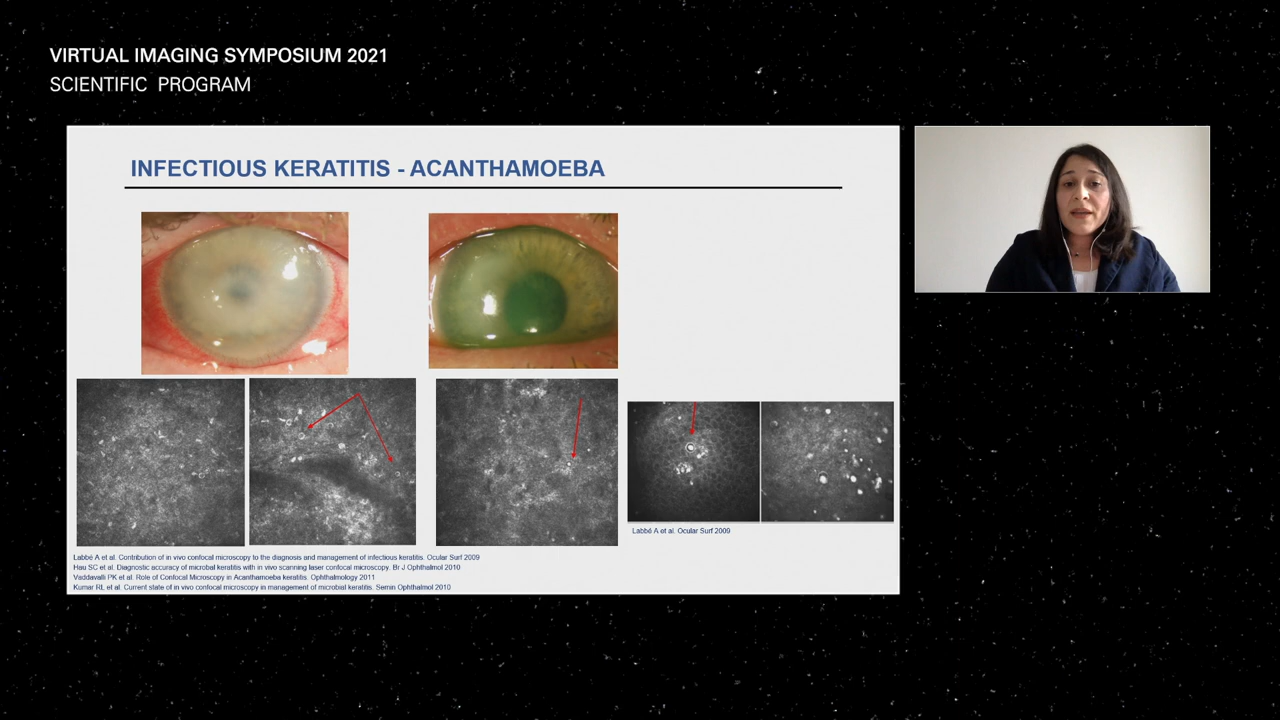 VIRTUAL IMAGING SYMPOSIUM 2021
SCIENTIFIC PROGRAM
INFECTIOUS KERATITIS - ACANTHAMOEBA
Labbé A et al. Ocular Surf 2009
Labbé A et al. Contribution of in vivo confocal microscopy to the diagnosis and management of infectious keratitis. Ocular Surf 2009
Hau SC et al. Diagnostic accuracy of microbal keratitis with in vivo scanning laser confocal microscopy. Br J Ophthalmol 2010
Vaddavalli PK et al. Role of Confocal Microscopy in Acanthamoeba keratitis. Ophthalmology 2011
Kumar RL et al. Current state of in vivo confocal microscopy in management of microbial keratitis. Semin Ophthalmol 2010